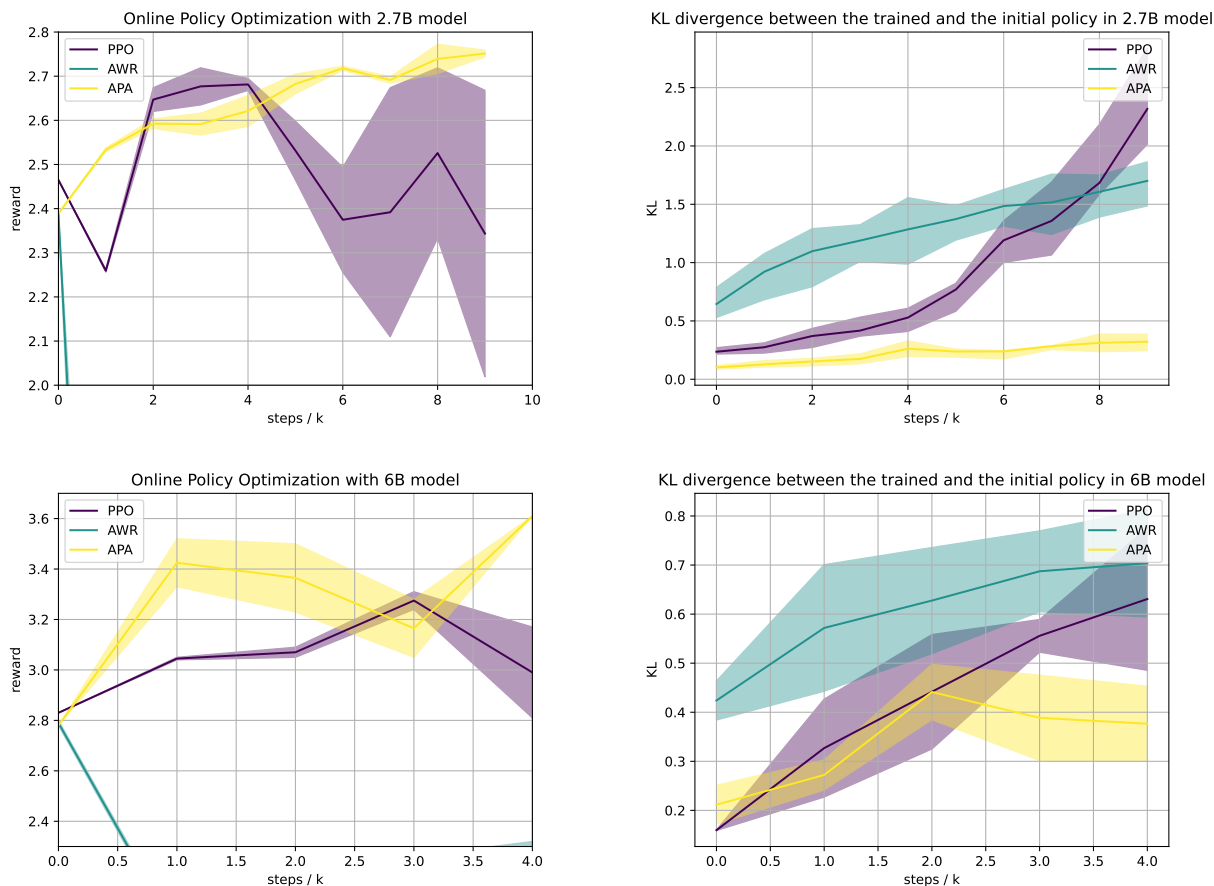 Online Policy Optimization with 2.7B model
2.8
2.7
2.6
2.5
2.4
2.3
2.2
2.1
2.0
reward
PPO
AWR
APA
0 2 4 6 8 10
steps / k
KL divergence between the trained and the initial policy in 2.7B model
2.5
2.0
1.5
1.0
0.5
0.0
KL
PPO
AWR
APA
0 2 4 6 8
steps / k
Online Policy Optimization with 6B model
3.6
3.4
3.2
3.0
2.8
2.6
2.4
reward
PPO
AWR
APA
0.0 0.5 1.0 1.5 2.0 2.5 3.0 3.5 4.0
steps / k
KL divergence between the trained and the initial policy in 6B model
0.8
0.7
0.6
0.5
0.4
0.3
0.2
KL
PPO
AWR
APA
0.0 0.5 1.0 1.5 2.0 2.5 3.0 3.5 4.0
steps / k